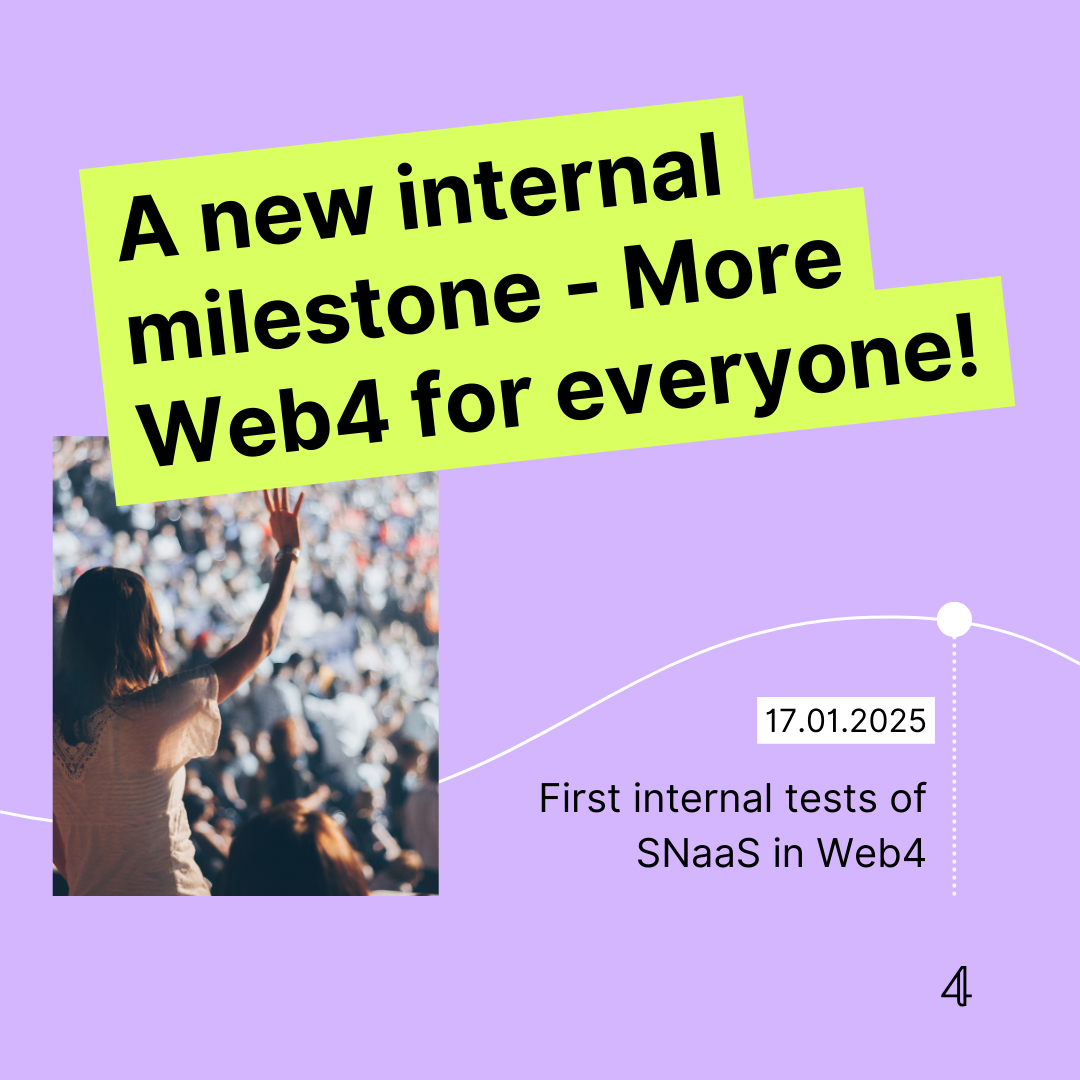 A new internal
milestone - More
Web4 for everyone!
17.01.2025
First internal tests of
SNaaS in Web4
4